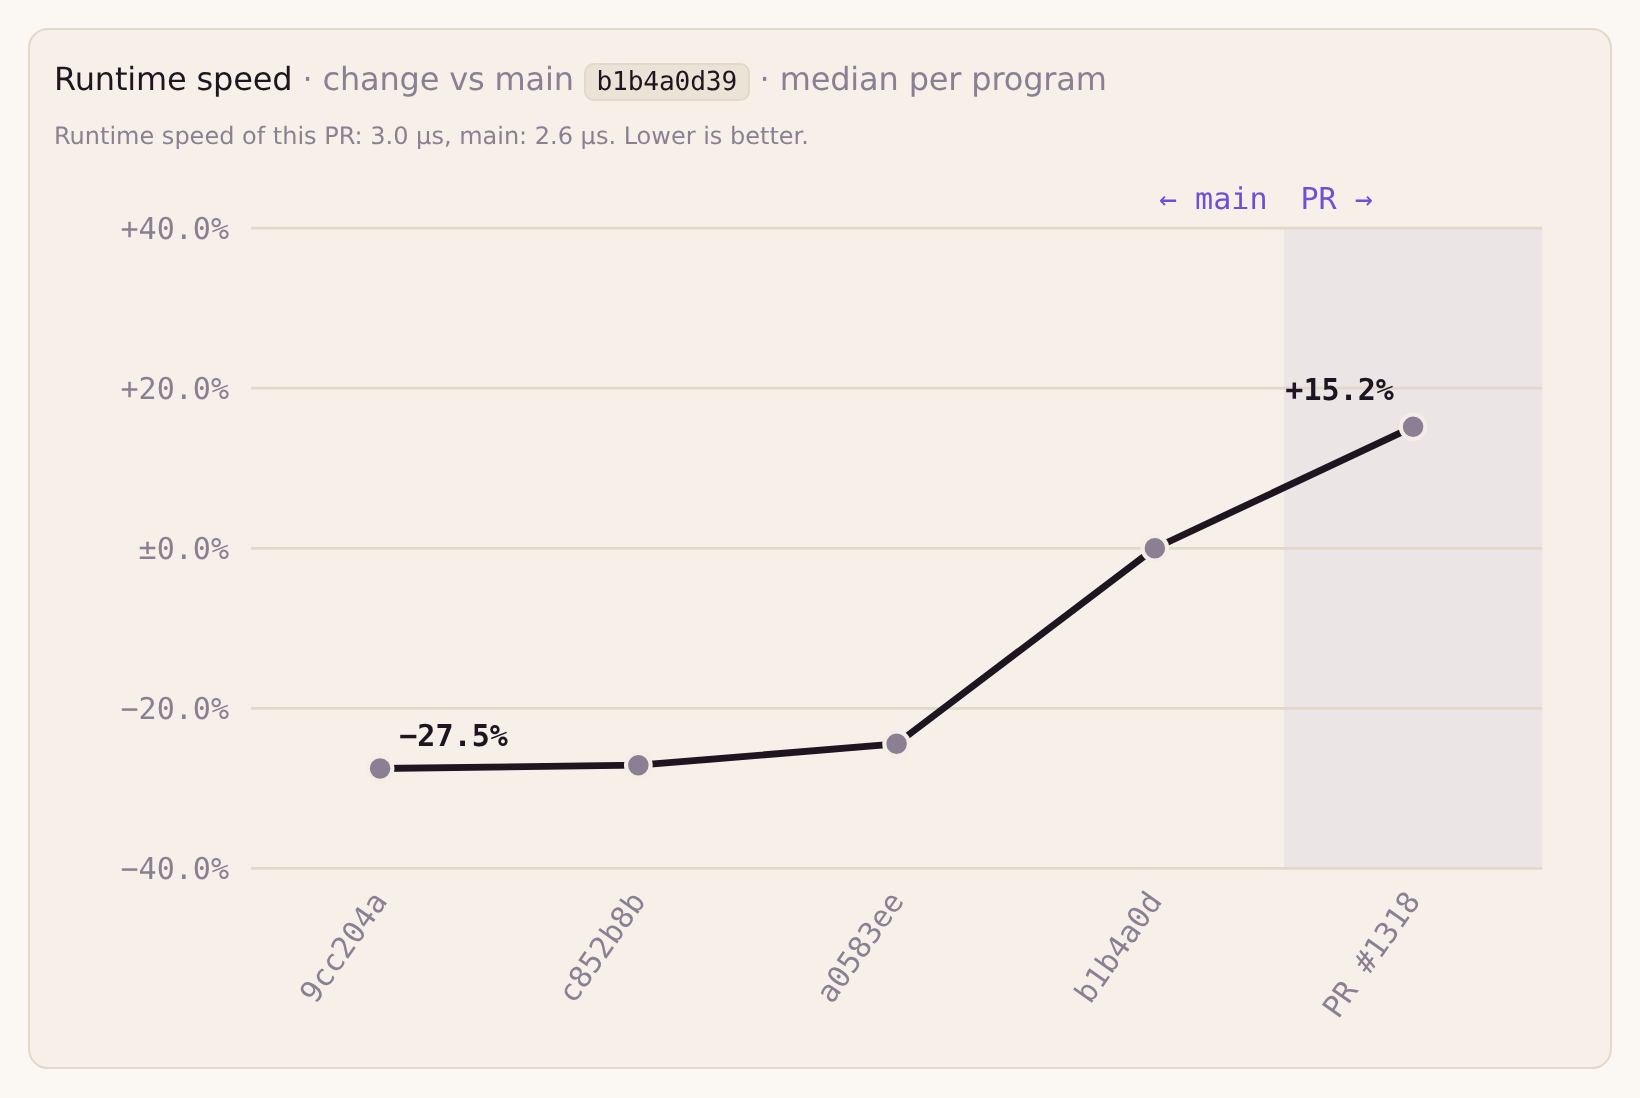 Runtime speed · change vs main b1b4a0d39 · median per program
Runtime speed of this PR: 3.0 µs, main: 2.6 µs. Lower is better.
← main PR →
+40.0%
+20.0%
+15.2%
±0.0%
−20.0%
−27.5%
−40.0%
9cc204a
c852b8b
a0583ee
b1b4a0d
PR #1318